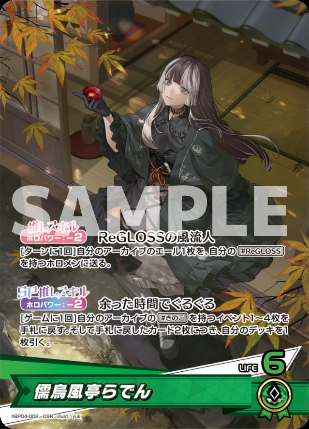 SAMPLE
推しスキル
ホロパワー:-2
ReGLOSSの風流人
[ターンに1回]自分のアーカイブのエール1枚を、自分の#ReGLOSS
を持つホロメンに送る。
SP推しスキル
ホロパワー:-2
余った時間でぐるぐる
[ゲームに1回]自分のアーカイブの を持つイベント1~4枚を
手札に戻す。そして手札に戻したカード2枚につき、自分のデッキを1
枚引く。
儒烏風亭らでん
LIFE 6